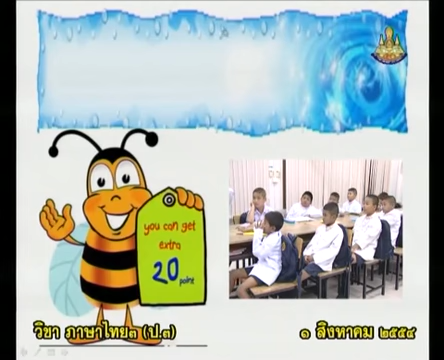 you can get
extra
20 point
วิชา ภาษาไทย๓ (ป.๓)
๑ สิงหาคม ๒๕๕๔